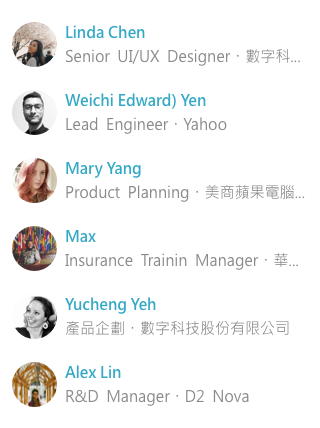 Linda Chen
Senior UI/UX Designer · 數字科...
Weichi Edward) Yen
Lead Engineer · Yahoo
Mary Yang
Product Planning · 美商蘋果電腦...
Max
Insurance Trainin Manager · 華...
Yucheng Yeh
產品企劃 · 數字科技股份有限公司
Alex Lin
R&D Manager · D2 Nova